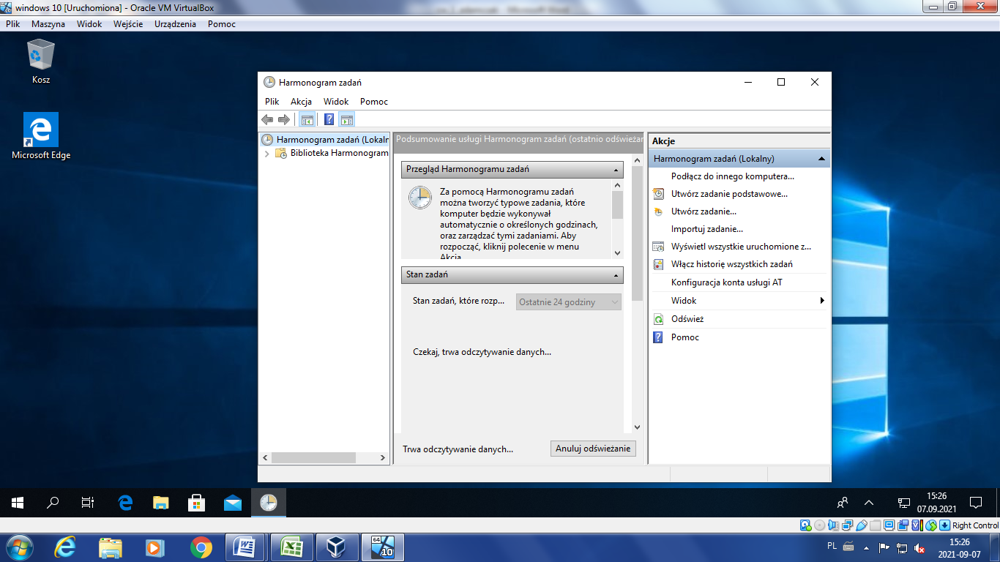 windows 10 [Uruchomiona] - Oracle VM VirtualBox
Plik Maszyna Widok Wejście Urządzenia Pomoc
Kosz
Microsoft Edge
Harmonogram zadań
Plik Akcja Widok Pomoc
Harmonogram zadań (Lokaln
Biblioteka Harmonogram
Podsumowanie usługi Harmonogram zadań (ostatnio odświeżan
Przegląd Harmonogramu zadań
Za pomocą Harmonogramu zadań
można tworzyć typowe zadania, które
komputer będzie wykonywał
automatycznie o określonych godzinach,
oraz zarządzać tymi zadaniami. Aby
rozpocząć, kliknij polecenie w menu
Akcja
Stan zadań
Stan zadań, które rozp... Ostatnie 24 godziny
Czekaj, trwa odczytywanie danych...
Trwa odczytywanie danych... Anuluj odświeżanie
Akcje
Harmonogram zadań (Lokalny)
Podłącz do innego komputera...
Utwórz zadanie podstawowe...
Utwórz zadanie...
Importuj zadanie...
Wyświetl wszystkie uruchomione z...
Włącz historię wszystkich zadań
Konfiguracja konta usługi AT
Widok
Odśwież
Pomoc
15:26
07.09.2021
Right Control
64
10
PL
15:26
2021-09-07